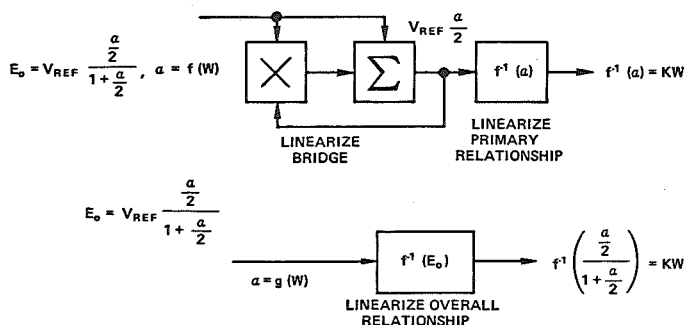 E₀ = V_REF (a/2)/(1 + a/2), a = f (W)
×
Σ
V_REF a/2
f⁻¹ (a)
f⁻¹ (a) = KW
LINEARIZE
BRIDGE
LINEARIZE
PRIMARY
RELATIONSHIP
E₀ = V_REF (a/2)/(1 + a/2)
a = g (W)
f⁻¹ (E₀)
f⁻¹ ((a/2)/(1 + a/2)) = KW
LINEARIZE OVERALL
RELATIONSHIP